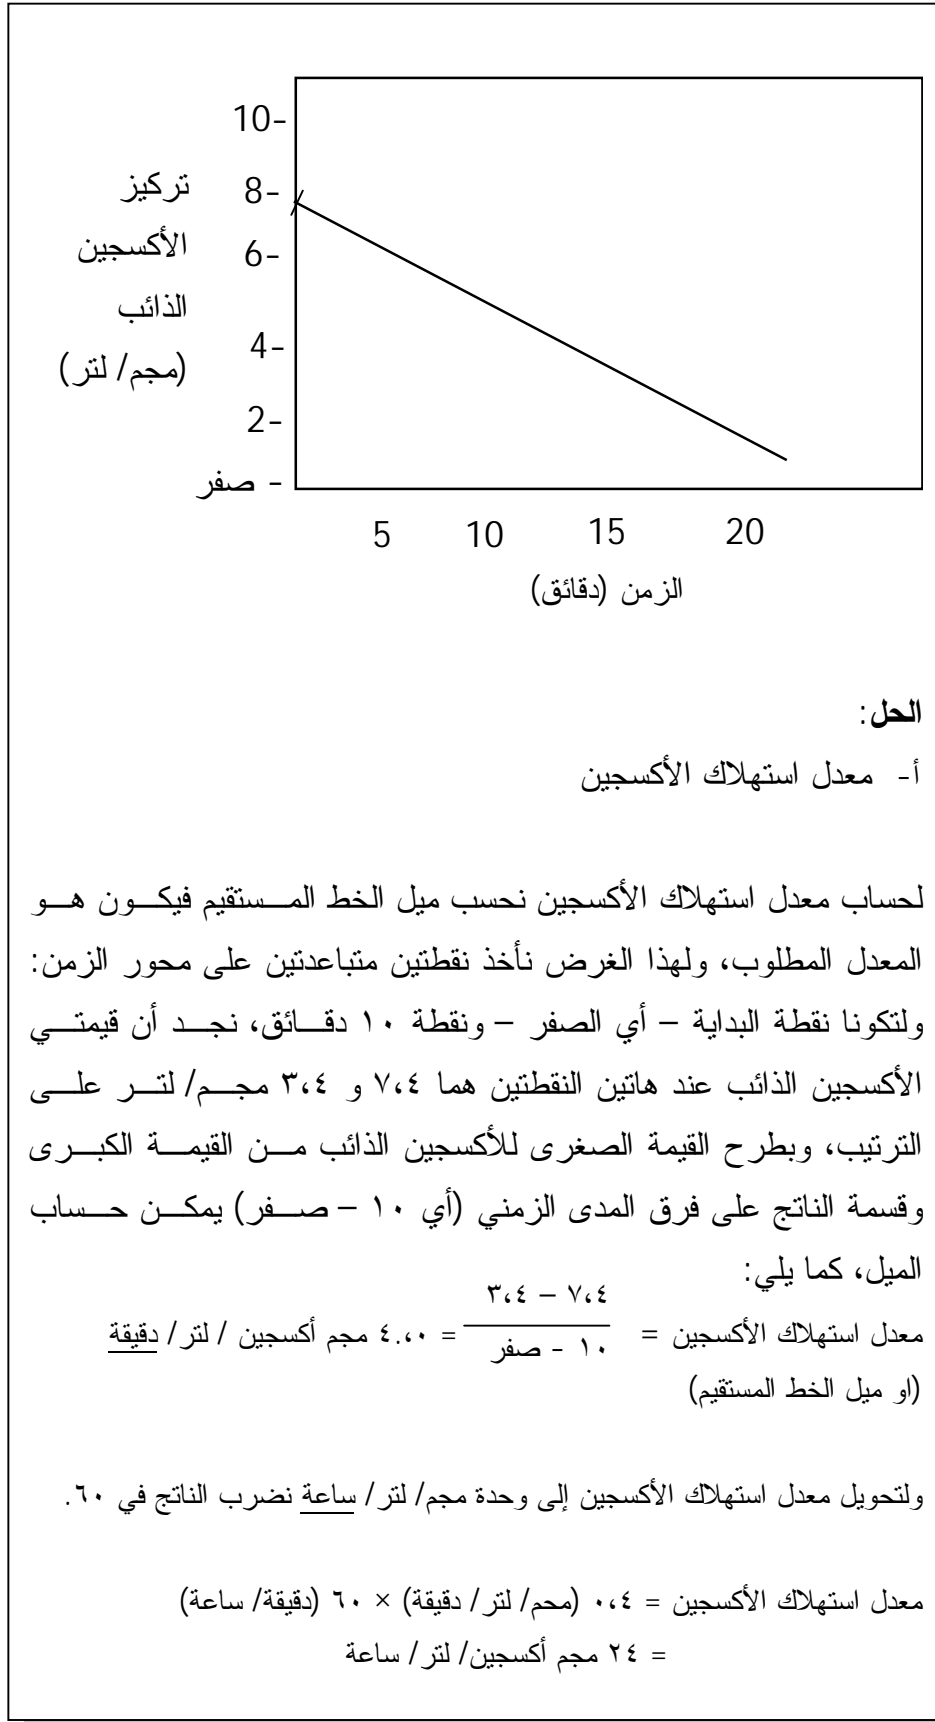 10-
تركيز 8-
الأكسجين 6-
الذائب
(مجم/ لتر) 4-
2-
صفر -
5 10 15 20
الزمن (دقائق)
الحل:
أ- معدل استهلاك الأكسجين
لحساب معدل استهلاك الأكسجين نحسب ميل الخط المستقيم فيكون هو
المعدل المطلوب، ولهذا الغرض نأخذ نقطتين متباعدتين على محور الزمن:
ولتكونا نقطة البداية – أي الصفر – ونقطة ١٠ دقائق، نجد أن قيمتي
الأكسجين الذائب عند هاتين النقطتين هما ٧،٤ و ٣،٤ مجم/ لتر على
الترتيب، وبطرح القيمة الصغرى للأكسجين الذائب من القيمة الكبرى
وقسمة الناتج على فرق المدى الزمني (أي ١٠ – صفر) يمكن حساب
الميل، كما يلي:
٧،٤ – ٣،٤
معدل استهلاك الأكسجين = = ٤.،٠ مجم أكسجين / لتر/ دقيقة
١٠ - صفر
(او ميل الخط المستقيم)
ولتحويل معدل استهلاك الأكسجين إلى وحدة مجم/ لتر/ ساعة نضرب الناتج في ٦٠.
معدل استهلاك الأكسجين = ٠،٤ (محم/ لتر/ دقيقة) × ٦٠ (دقيقة/ ساعة)
= ٢٤ مجم أكسجين/ لتر/ ساعة